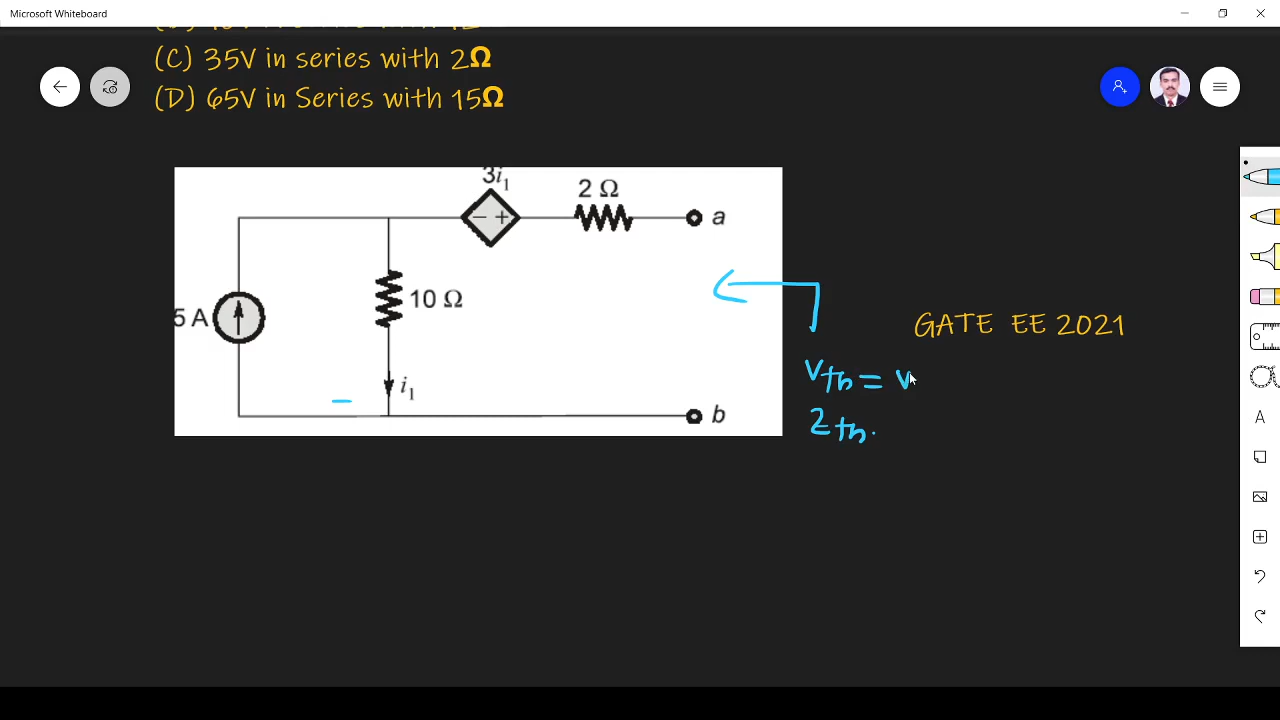 Microsoft Whiteboard
(C) 35V in series with 2Ω
(D) 65V in Series with 15Ω
3i1
2 Ω
a
− +
10 Ω
5 A
i1
b
GATE EE 2021
Vth = V
Zth.
A